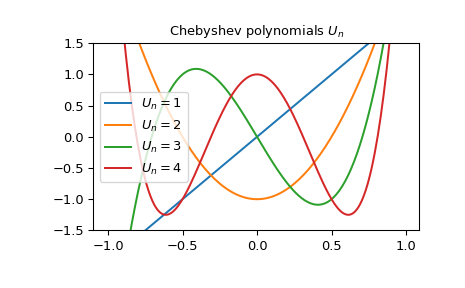 Chebyshev polynomials $U_n$
1.5
1.0
0.5
0.0
−0.5
−1.0
−1.5
$U_n = 1$
$U_n = 2$
$U_n = 3$
$U_n = 4$
−1.0 −0.5 0.0 0.5 1.0